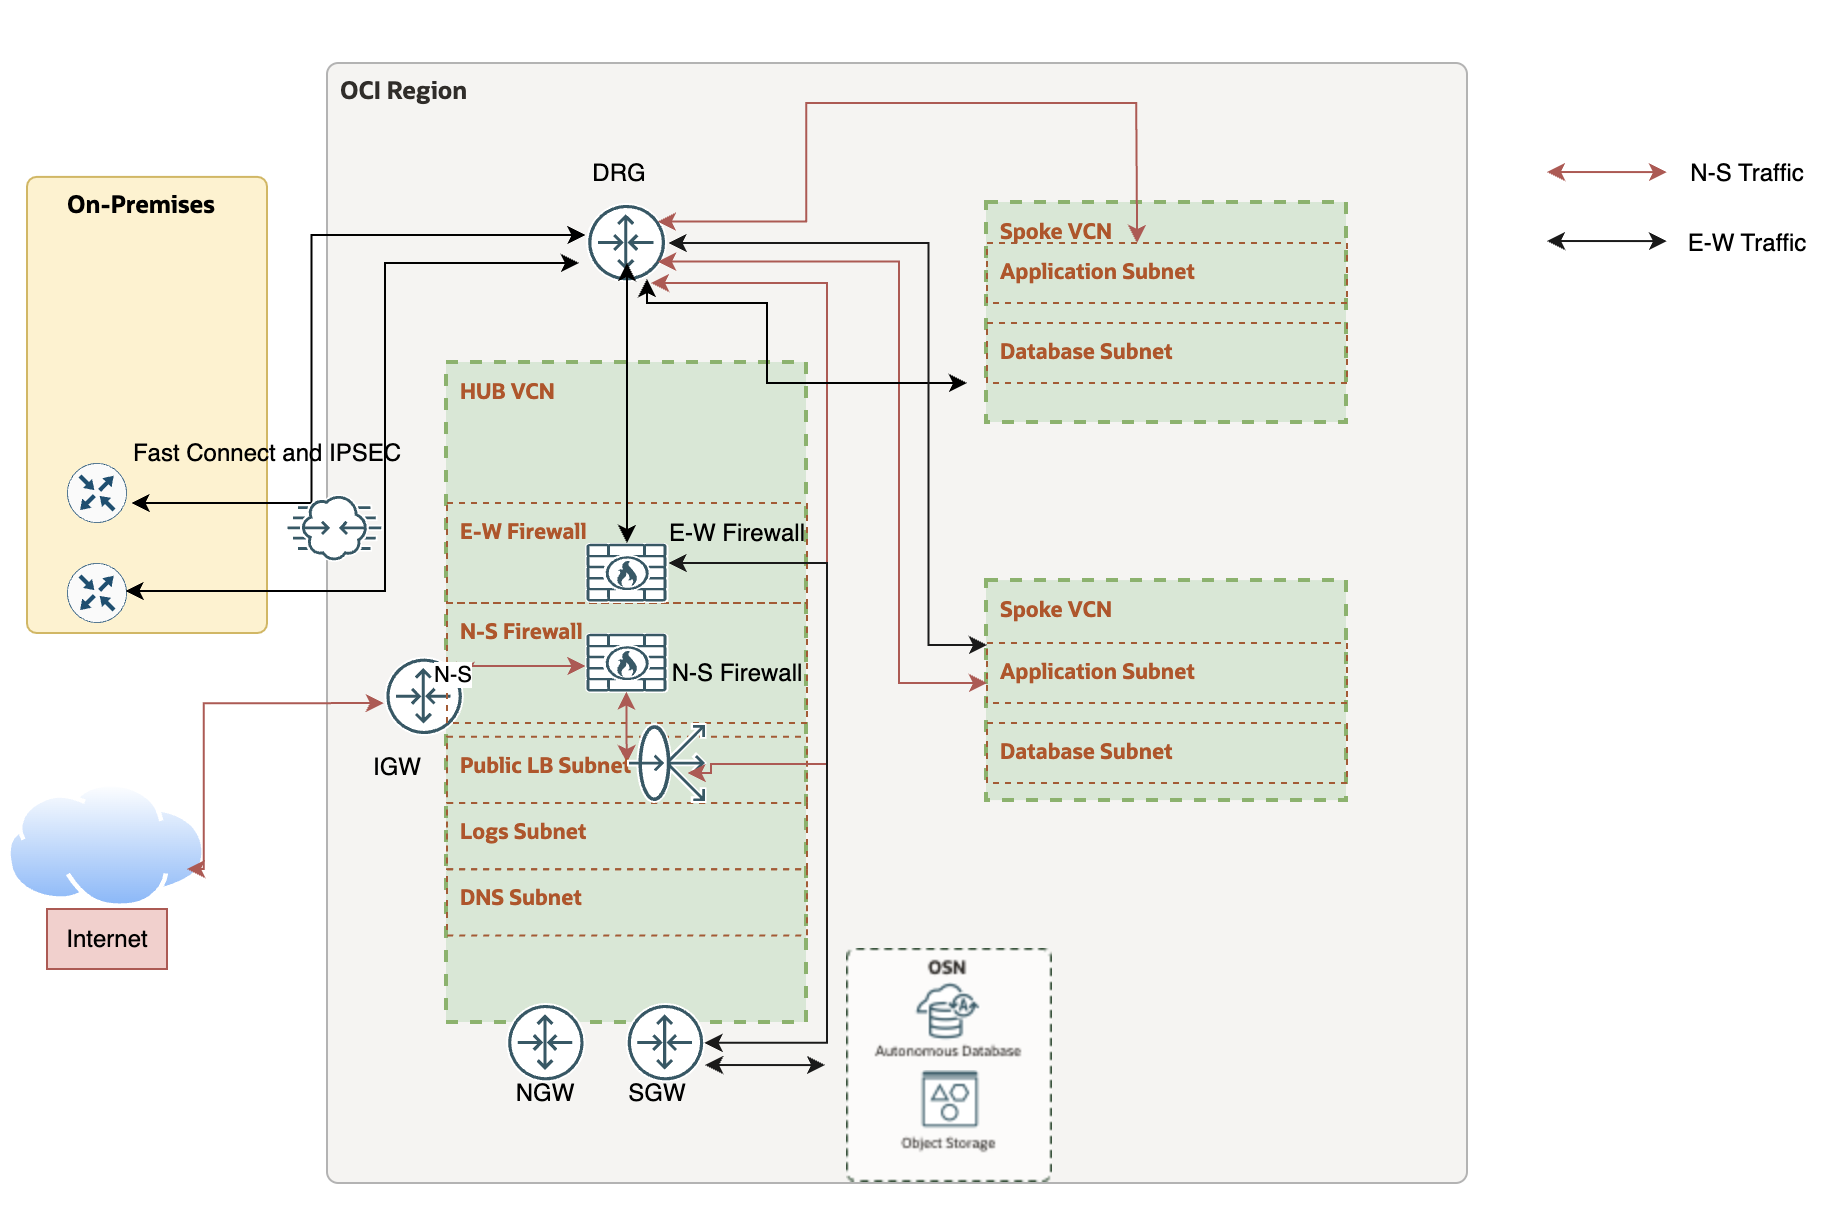 OCI Region
DRG
N-S Traffic
On-Premises
Spoke VCN
E-W Traffic
Application Subnet
Database Subnet
HUB VCN
Fast Connect and IPSEC
E-W Firewall
E-W Firewall
Spoke VCN
N-S Firewall
N-S
N-S Firewall
Application Subnet
IGW
Public LB Subnet
Database Subnet
Logs Subnet
DNS Subnet
Internet
OSN
Autonomous Database
NGW
SGW
Object Storage